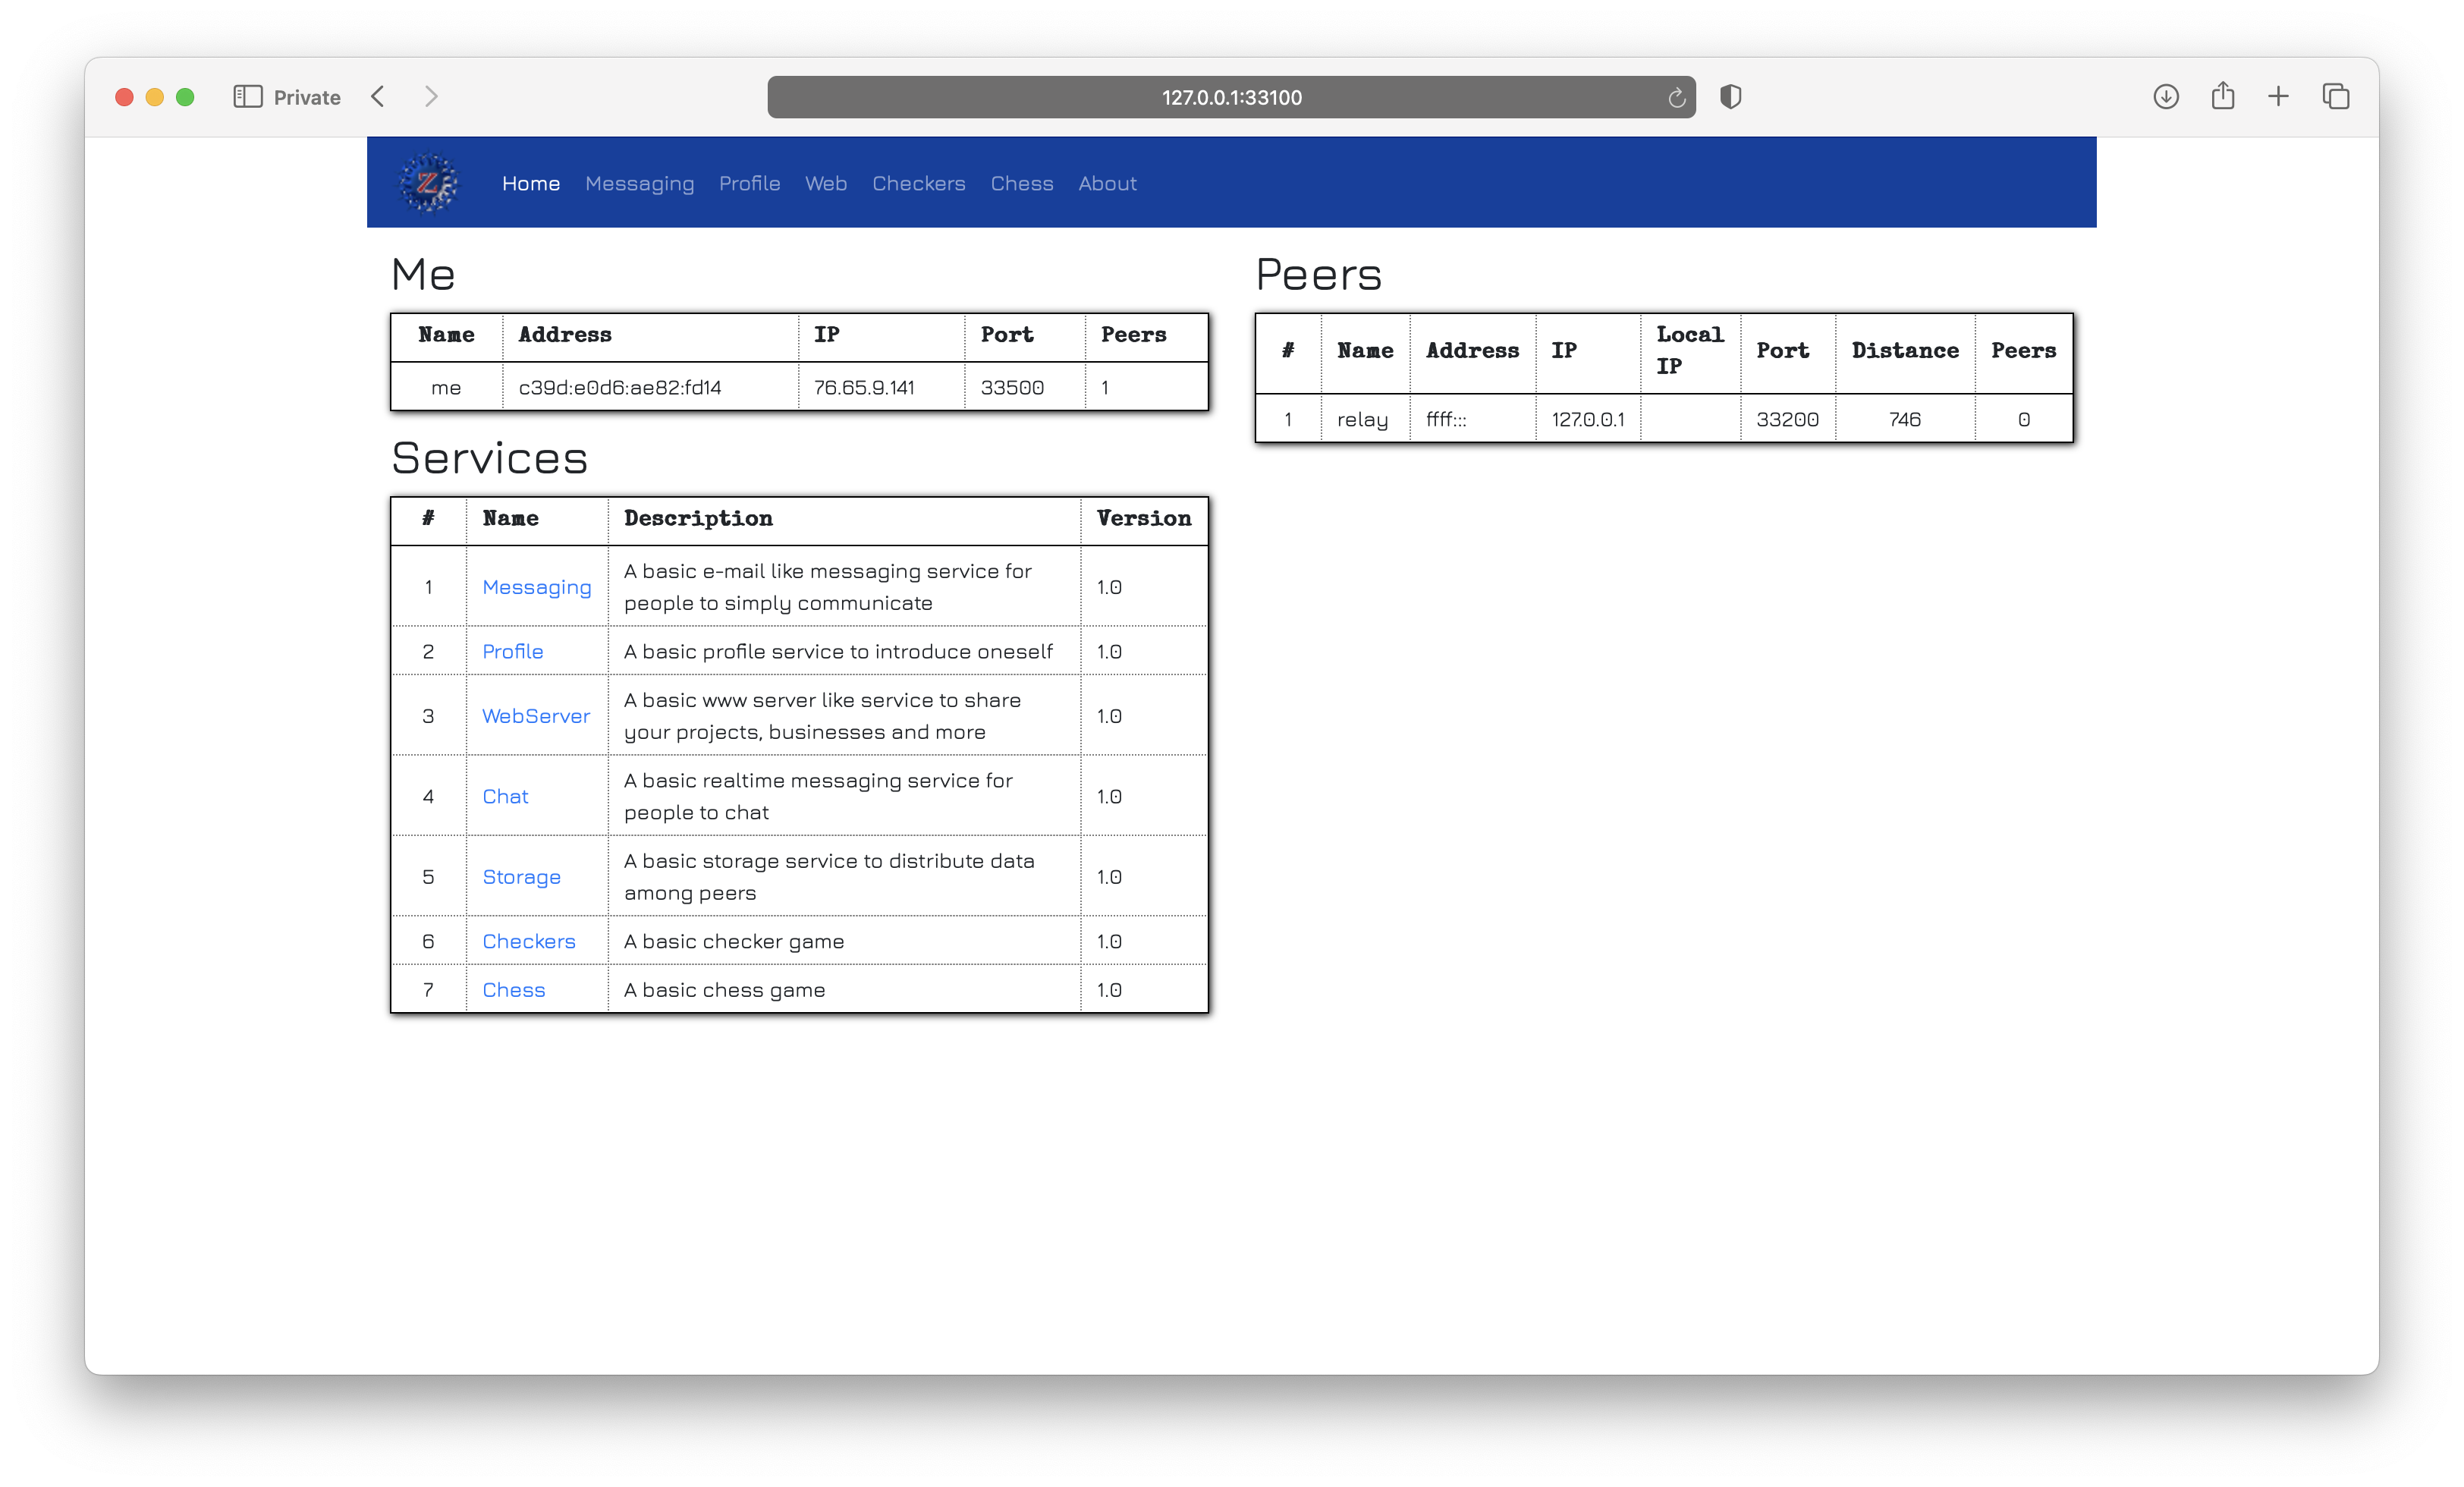 Private
127.0.0.1:33100
Z
Home Messaging Profile Web Checkers Chess About
Me
Name Address IP Port Peers
me c39d:e0d6:ae82:fd14 76.65.9.141 33500 1
Services
# Name Description Version
1 Messaging A basic e-mail like messaging service for
people to simply communicate 1.0
2 Profile A basic profile service to introduce oneself 1.0
3 WebServer A basic www server like service to share
your projects, businesses and more 1.0
4 Chat A basic realtime messaging service for
people to chat 1.0
5 Storage A basic storage service to distribute data
among peers 1.0
6 Checkers A basic checker game 1.0
7 Chess A basic chess game 1.0
Peers
# Name Address IP Local
IP Port Distance Peers
1 relay ffff::: 127.0.0.1 33200 746 0